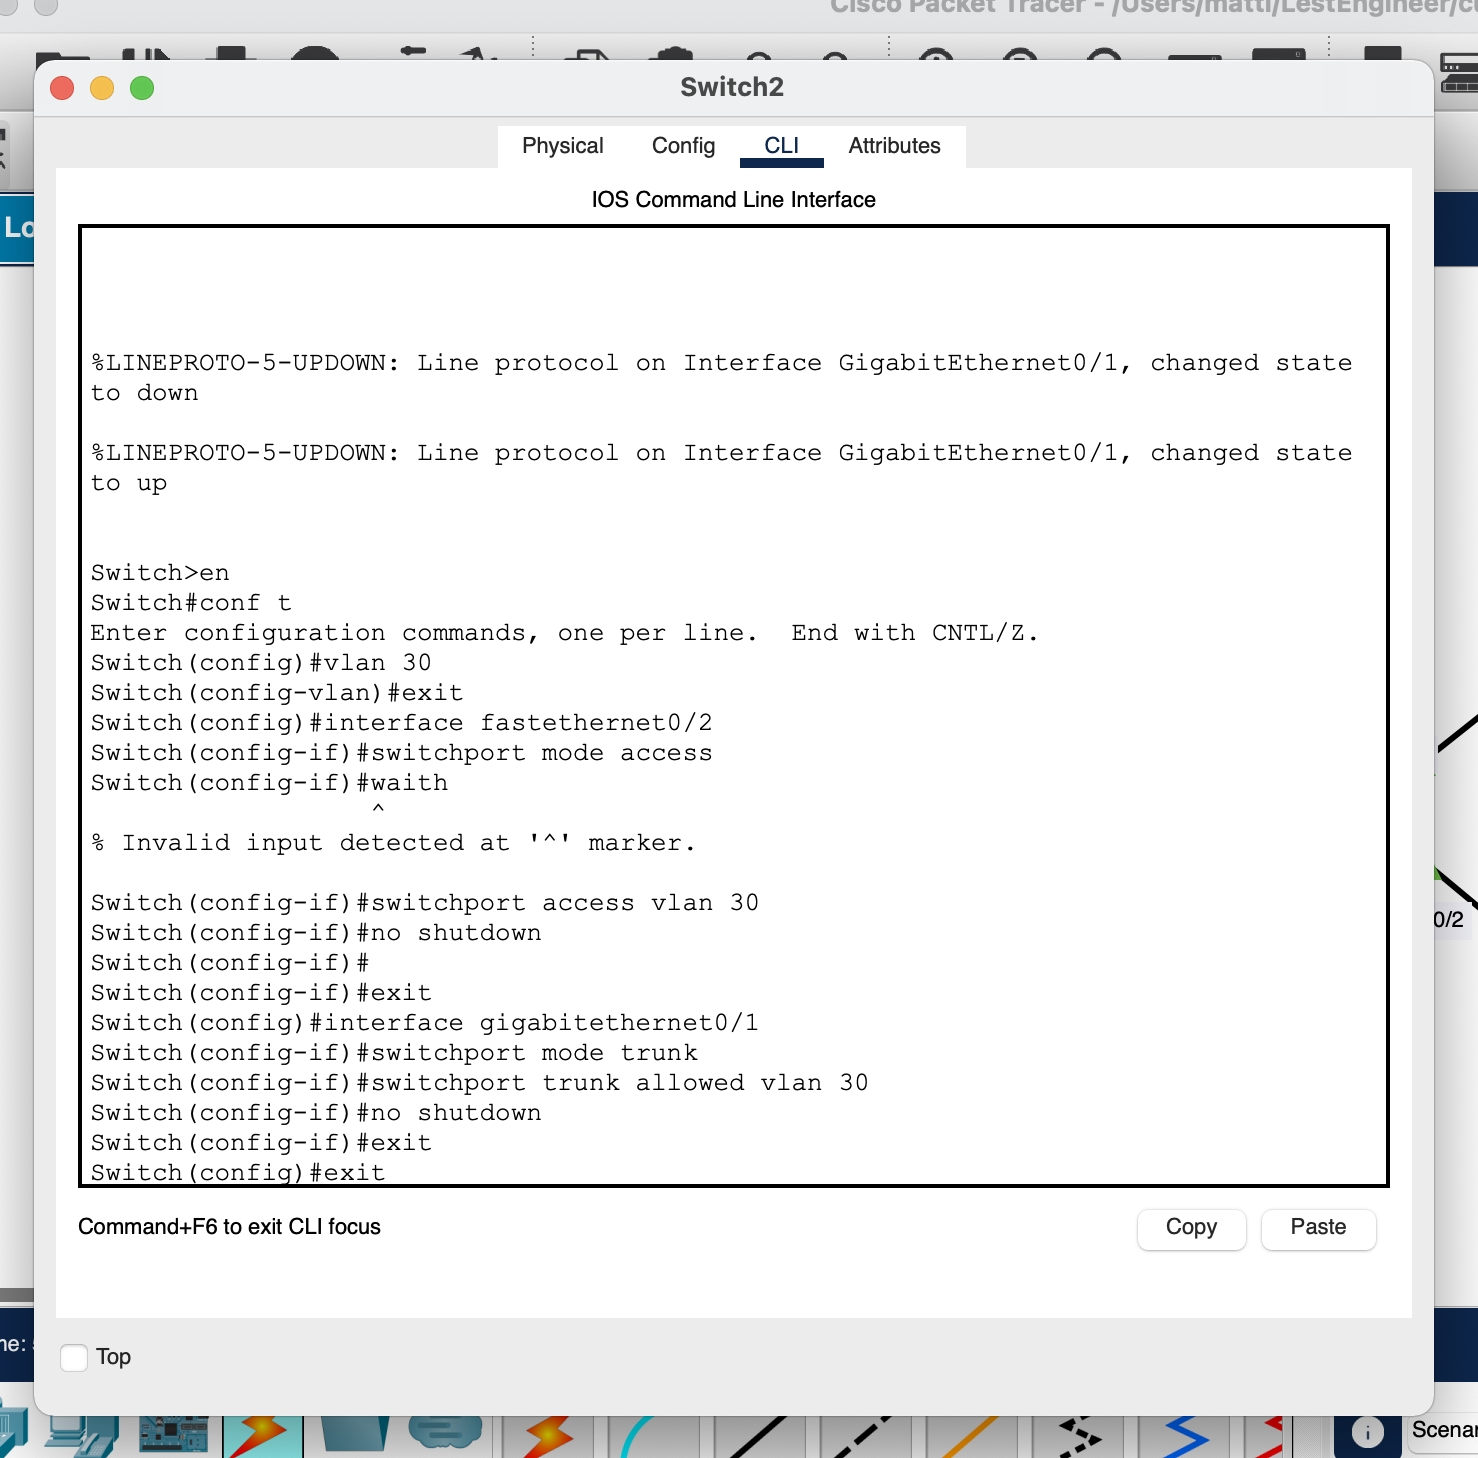 Cisco Packet Tracer - /Users/matti/LestEngineer/c
Switch2
Physical Config CLI Attributes
IOS Command Line Interface
Lo
%LINEPROTO-5-UPDOWN: Line protocol on Interface GigabitEthernet0/1, changed state
to down
%LINEPROTO-5-UPDOWN: Line protocol on Interface GigabitEthernet0/1, changed state
to up
Switch>en
Switch#conf t
Enter configuration commands, one per line.  End with CNTL/Z.
Switch(config)#vlan 30
Switch(config-vlan)#exit
Switch(config)#interface fastethernet0/2
Switch(config-if)#switchport mode access
Switch(config-if)#waith
^
% Invalid input detected at '^' marker.
Switch(config-if)#switchport access vlan 30
Switch(config-if)#no shutdown
Switch(config-if)#
Switch(config-if)#exit
Switch(config)#interface gigabitethernet0/1
Switch(config-if)#switchport mode trunk
Switch(config-if)#switchport trunk allowed vlan 30
Switch(config-if)#no shutdown
Switch(config-if)#exit
Switch(config)#exit
0/2
Command+F6 to exit CLI focus
Copy Paste
Top
Scenar